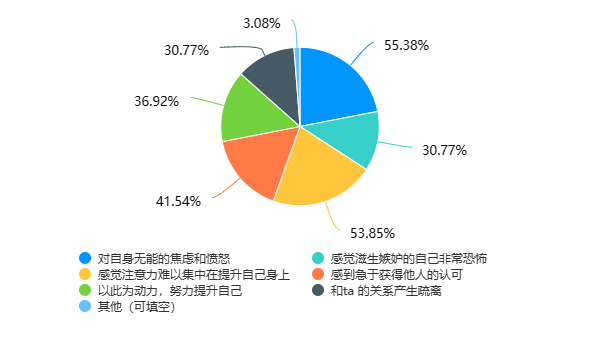 3.08%
30.77%
55.38%
36.92%
30.77%
41.54%
53.85%
对自身无能的焦虑和愤怒
感觉滋生嫉妒的自己非常恐怖
感觉注意力难以集中在提升自己身上
感到急于获得他人的认可
以此为动力，努力提升自己
和ta 的关系产生疏离
其他（可填空）